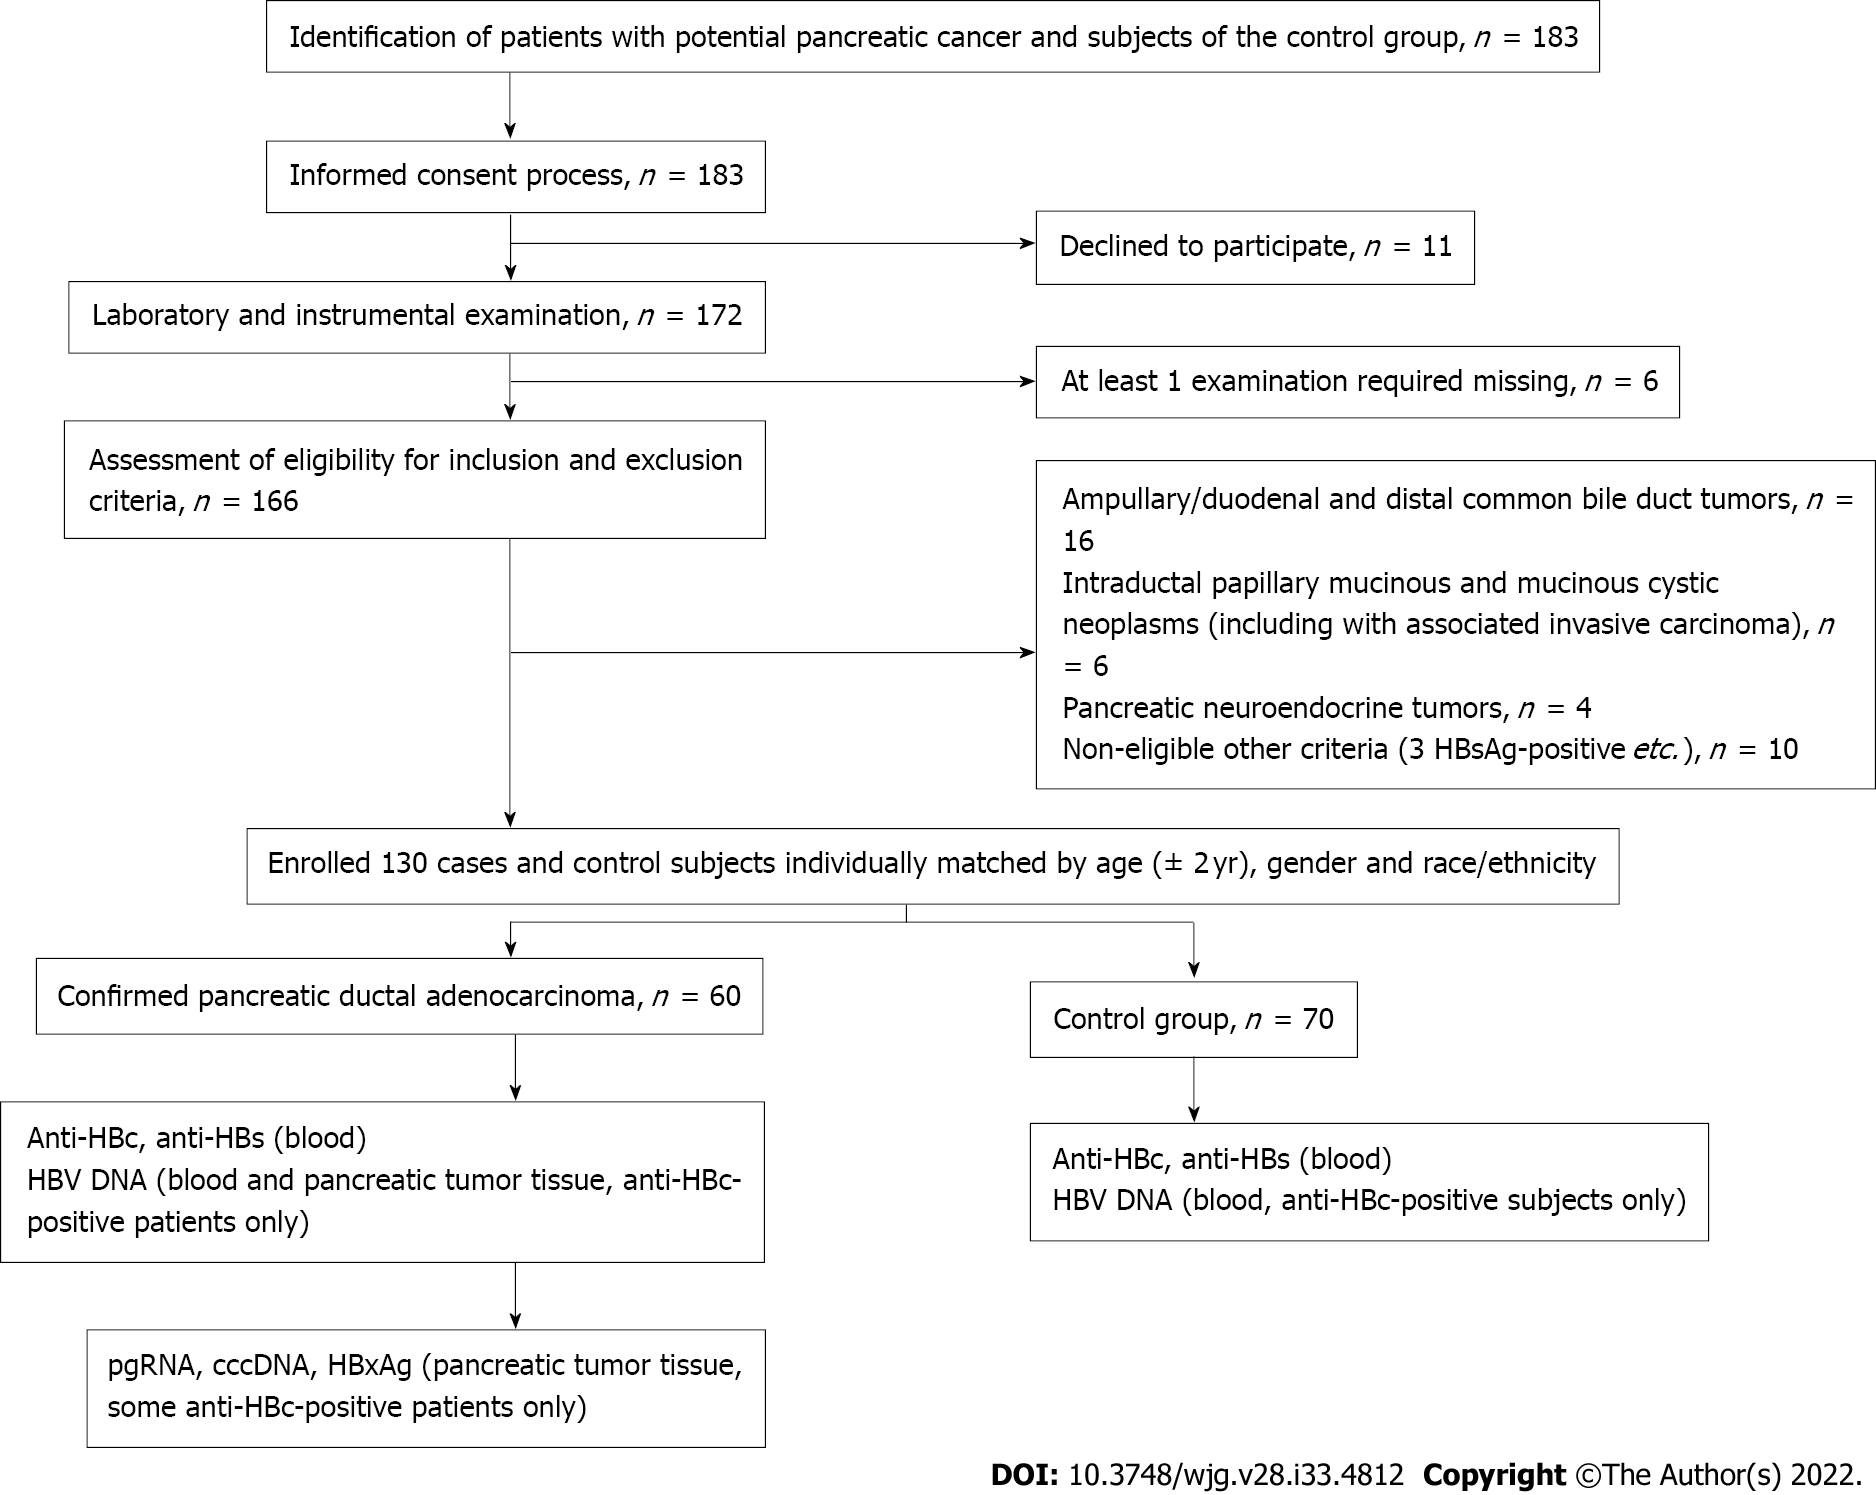 Identification of patients with potential pancreatic cancer and subjects of the control group, n = 183
Informed consent process, n = 183
Declined to participate, n = 11
Laboratory and instrumental examination, n = 172
At least 1 examination required missing, n = 6
Assessment of eligibility for inclusion and exclusion
criteria, n = 166
Ampullary/duodenal and distal common bile duct tumors, n =
16
Intraductal papillary mucinous and mucinous cystic
neoplasms (including with associated invasive carcinoma), n
= 6
Pancreatic neuroendocrine tumors, n = 4
Non-eligible other criteria (3 HBsAg-positive etc.), n = 10
Enrolled 130 cases and control subjects individually matched by age (± 2 yr), gender and race/ethnicity
Confirmed pancreatic ductal adenocarcinoma, n = 60
Control group, n = 70
Anti-HBc, anti-HBs (blood)
HBV DNA (blood and pancreatic tumor tissue, anti-HBc-
positive patients only)
Anti-HBc, anti-HBs (blood)
HBV DNA (blood, anti-HBc-positive subjects only)
pgRNA, cccDNA, HBxAg (pancreatic tumor tissue,
some anti-HBc-positive patients only)
DOI: 10.3748/wjg.v28.i33.4812 Copyright ©The Author(s) 2022.